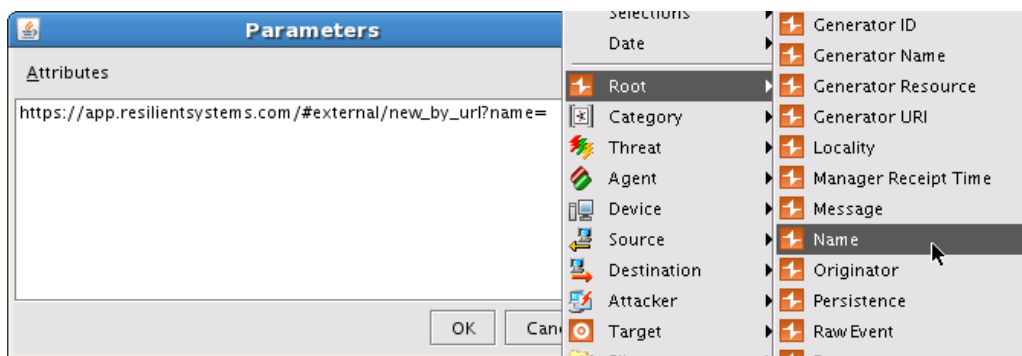 Parameters
Attributes
https://app.resilientsystems.com/#external/new_by_url?name=
OK
Can
Selections
Date
Root
Category
Threat
Agent
Device
Source
Destination
Attacker
Target
Generator ID
Generator Name
Generator Resource
Generator URI
Locality
Manager Receipt Time
Message
Name
Originator
Persistence
Raw Event